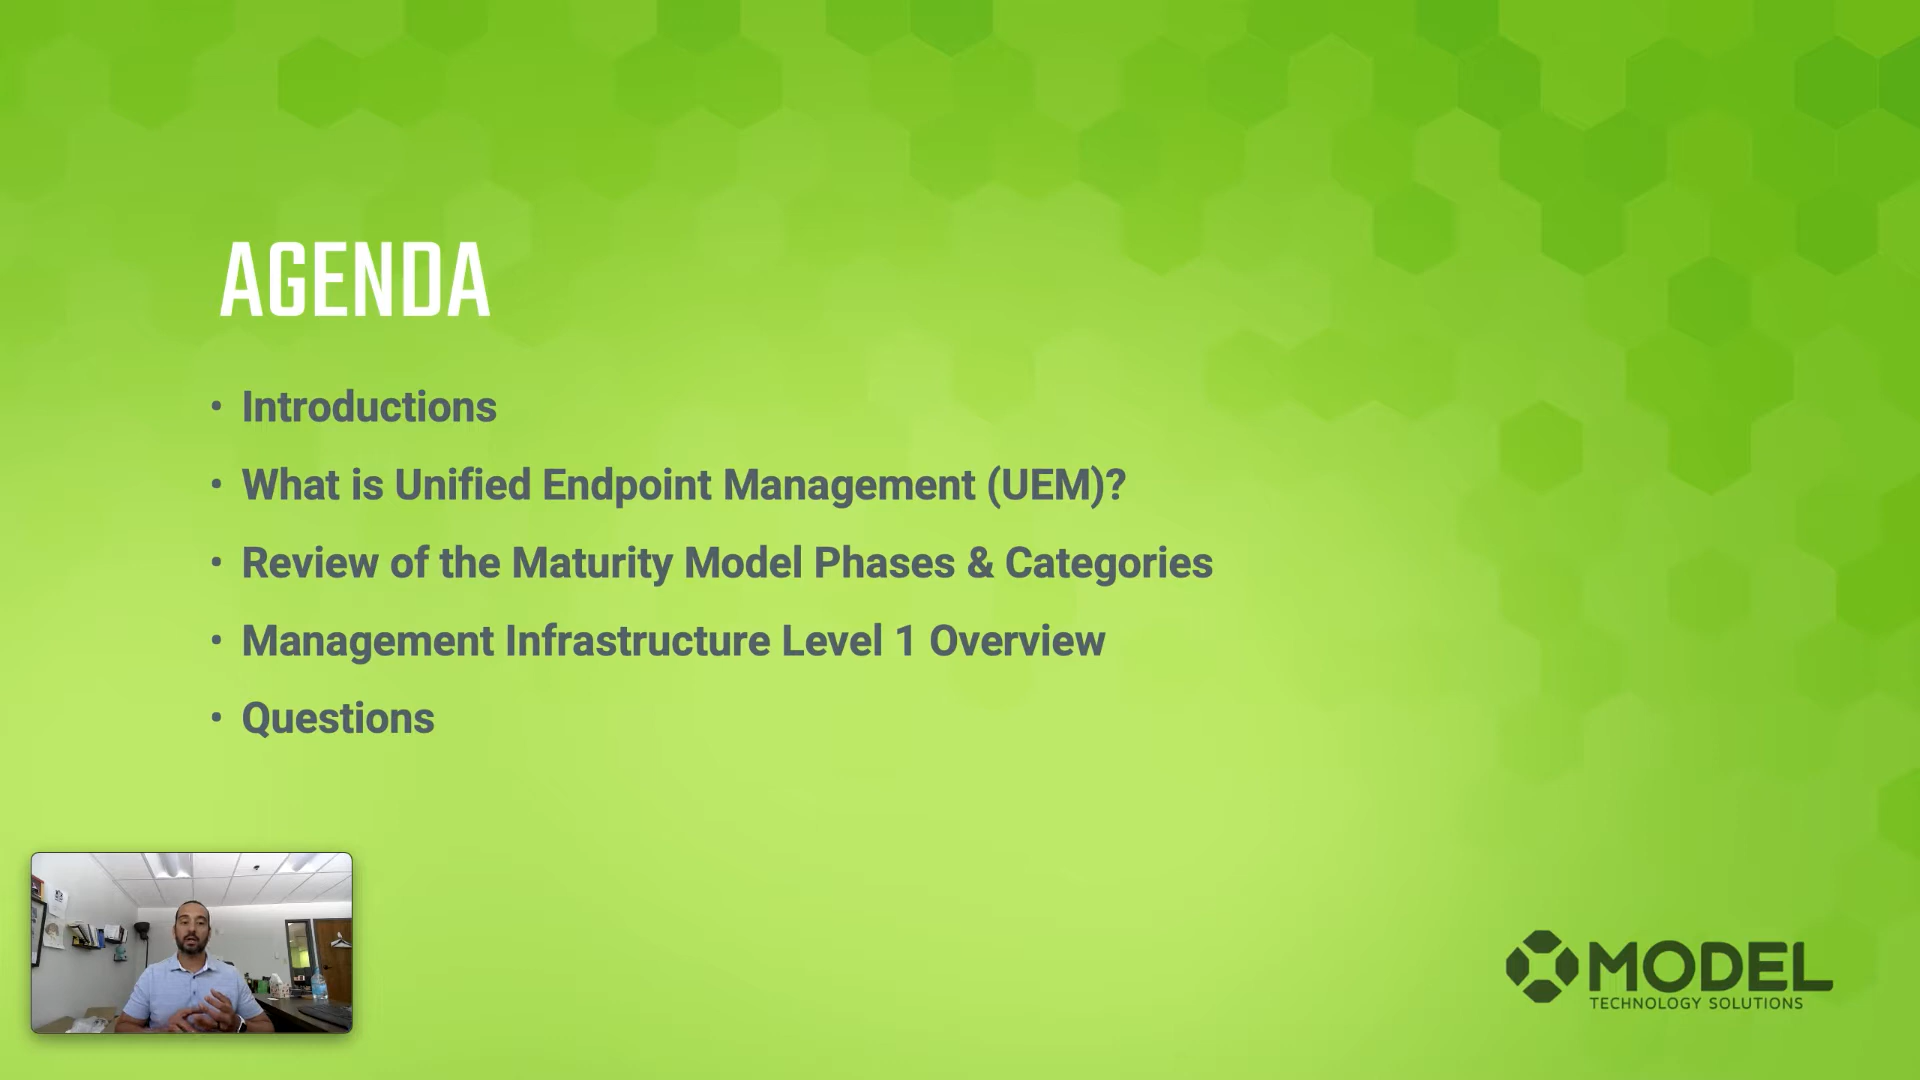 AGENDA
• Introductions
• What is Unified Endpoint Management (UEM)?
• Review of the Maturity Model Phases & Categories
• Management Infrastructure Level 1 Overview
• Questions
MODEL
TECHNOLOGY SOLUTIONS